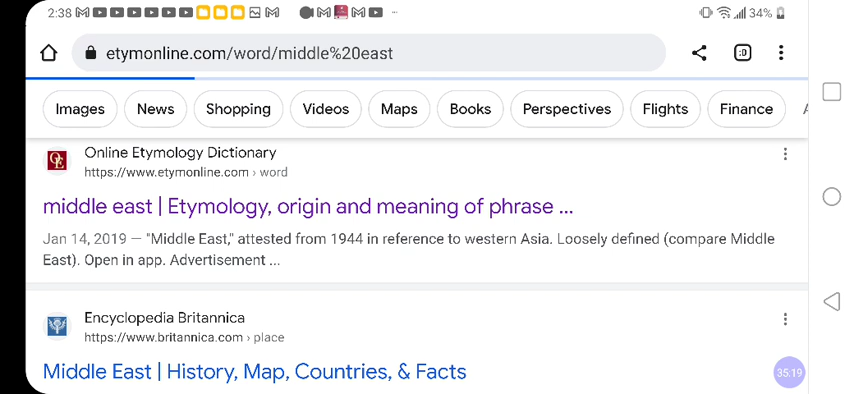 2:38
34%
etymonline.com/word/middle%20east
:D
Images News Shopping Videos Maps Books Perspectives Flights Finance
Online Etymology Dictionary
https://www.etymonline.com › word
middle east | Etymology, origin and meaning of phrase ...
Jan 14, 2019 — "Middle East," attested from 1944 in reference to western Asia. Loosely defined (compare Middle
East). Open in app. Advertisement ...
Encyclopedia Britannica
https://www.britannica.com › place
Middle East | History, Map, Countries, & Facts
35:19